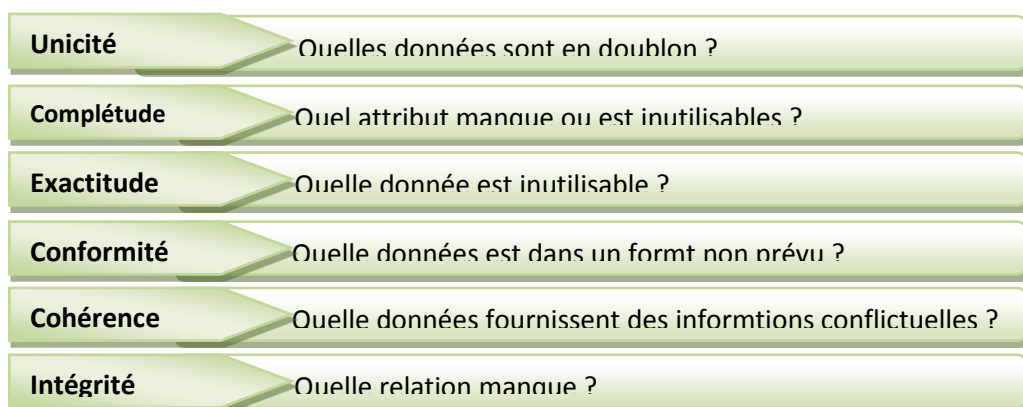 Unicité Quelles données sont en doublon ?
Complétude Quel attribut manque ou est inutilisables ?
Exactitude Quelle donnée est inutilisable ?
Conformité Quelle données est dans un formt non prévu ?
Cohérence Quelle données fournissent des informtions conflictuelles ?
Intégrité Quelle relation manque ?